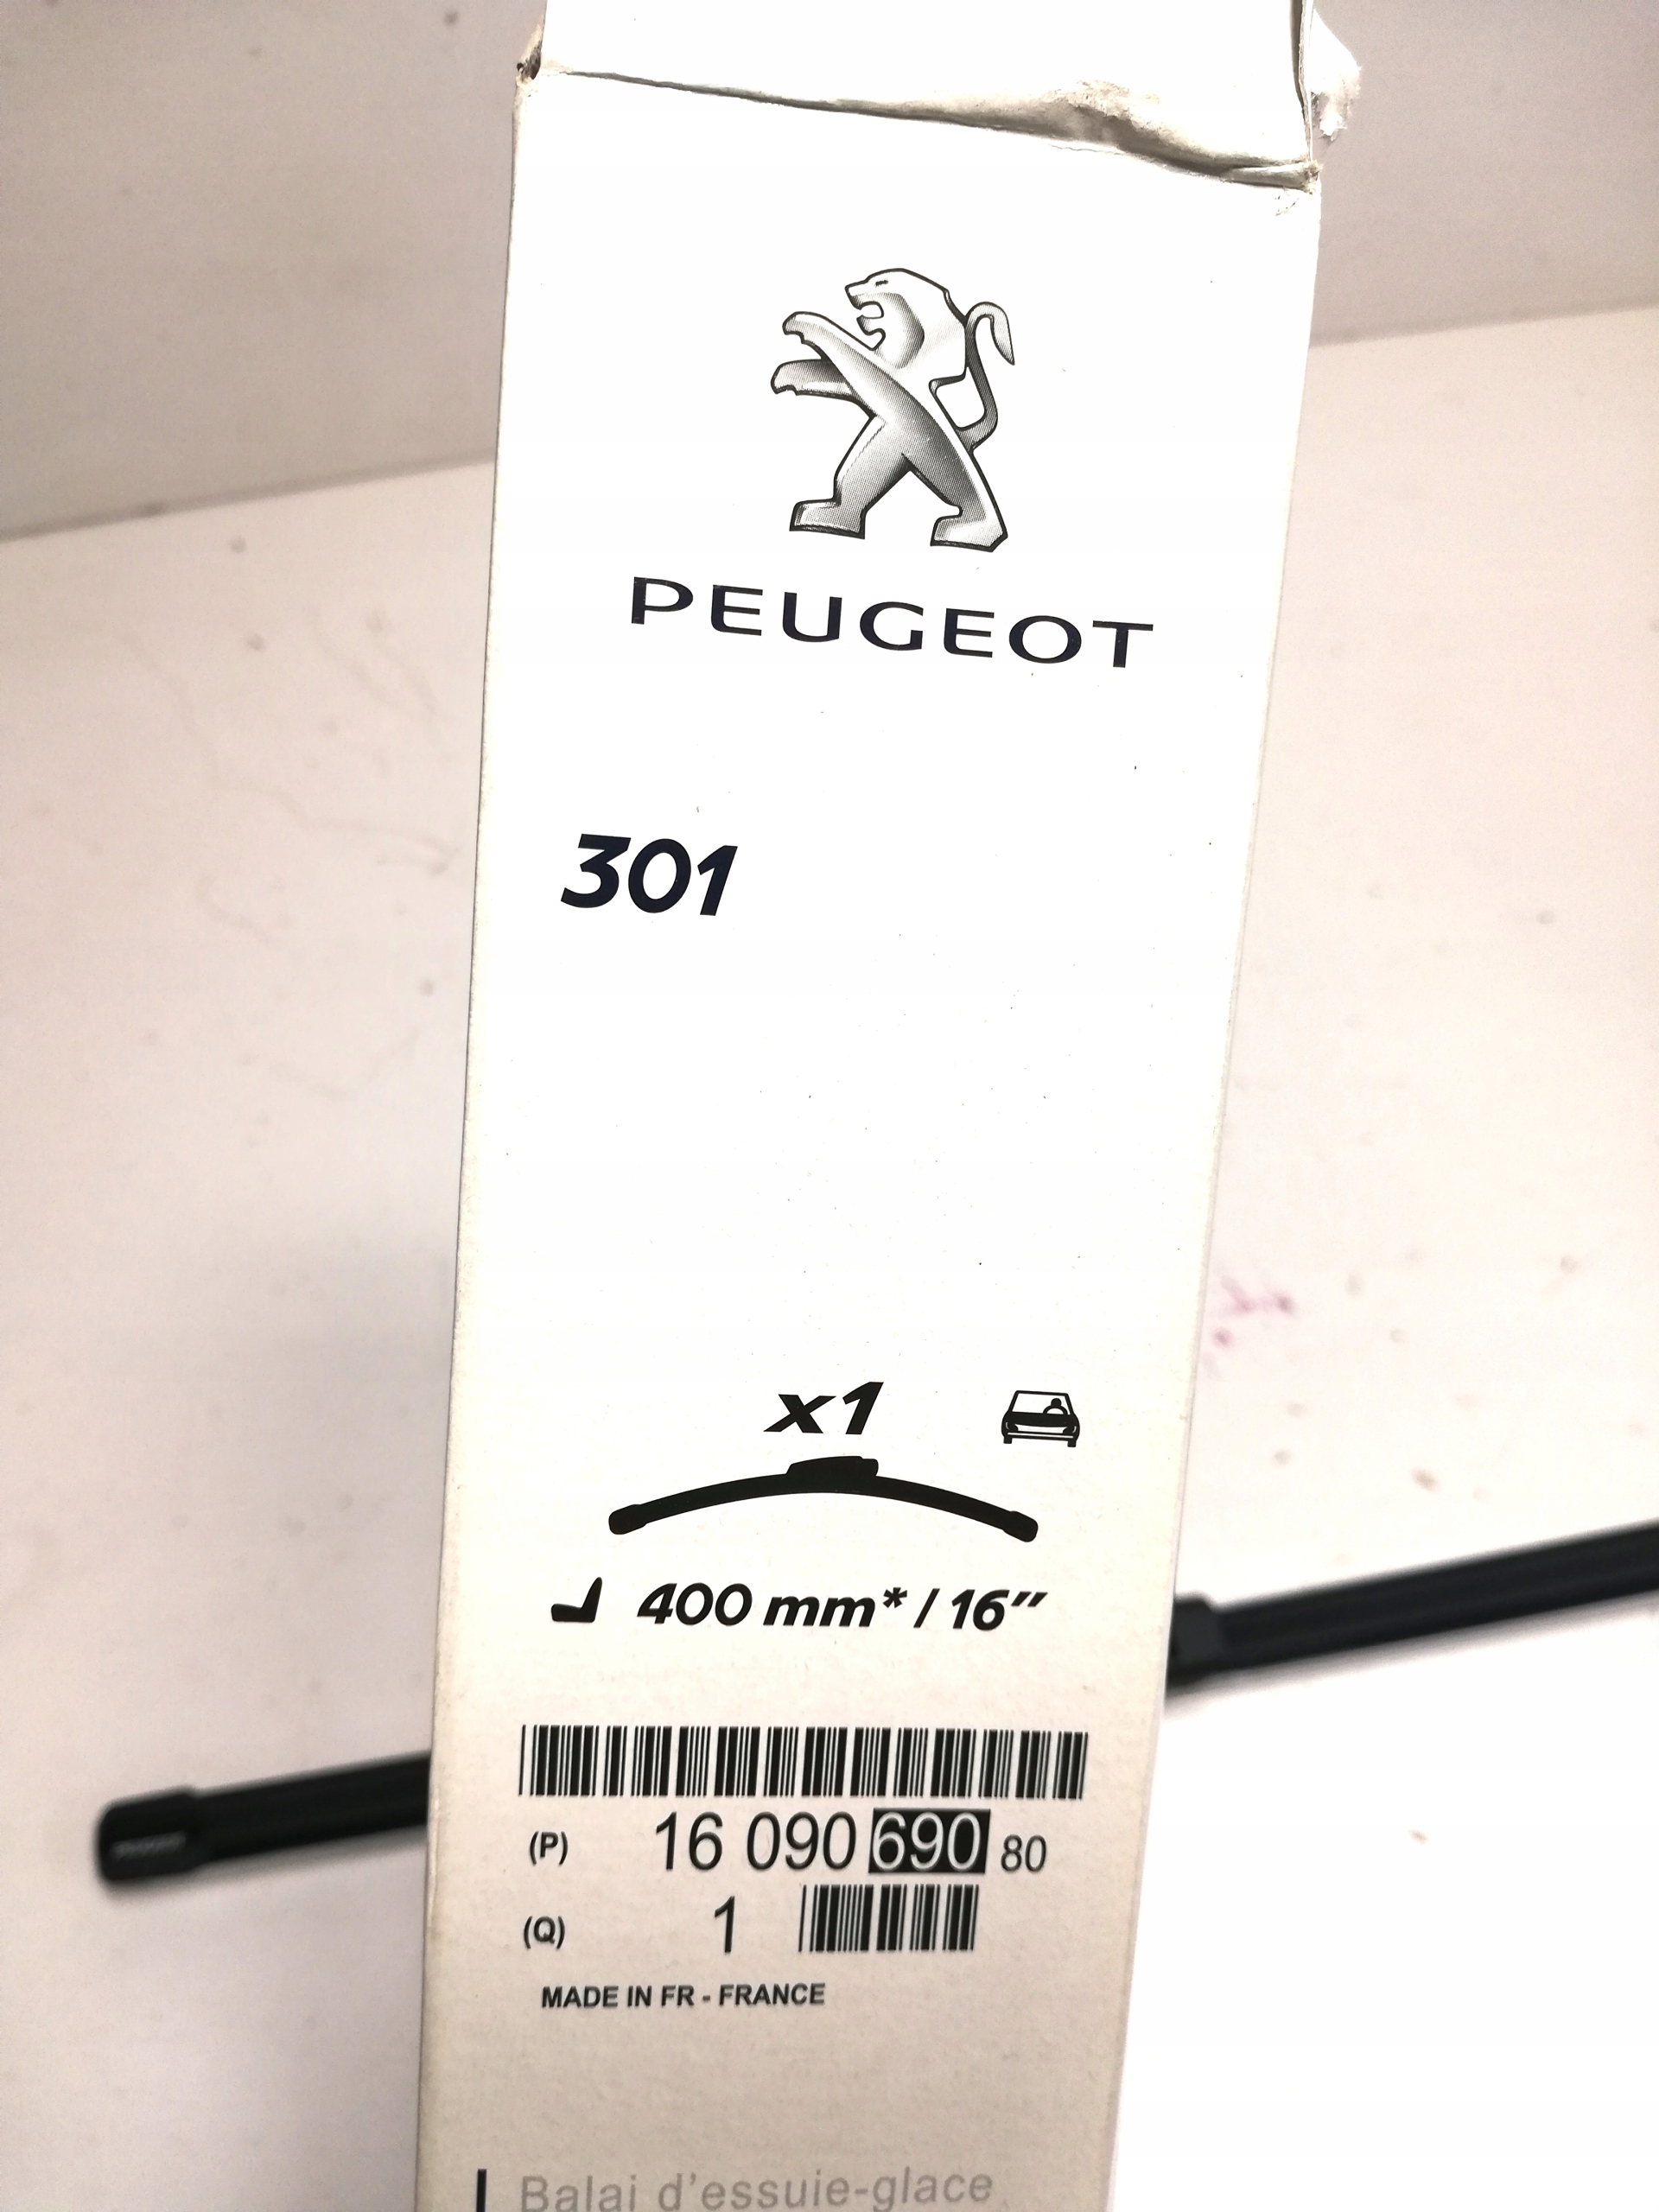 PEUGEOT
301
x1
400 mm* / 16"
(P) 16 090 690 80
(Q) 1
MADE IN FR - FRANCE
Balai d'essuie-glace